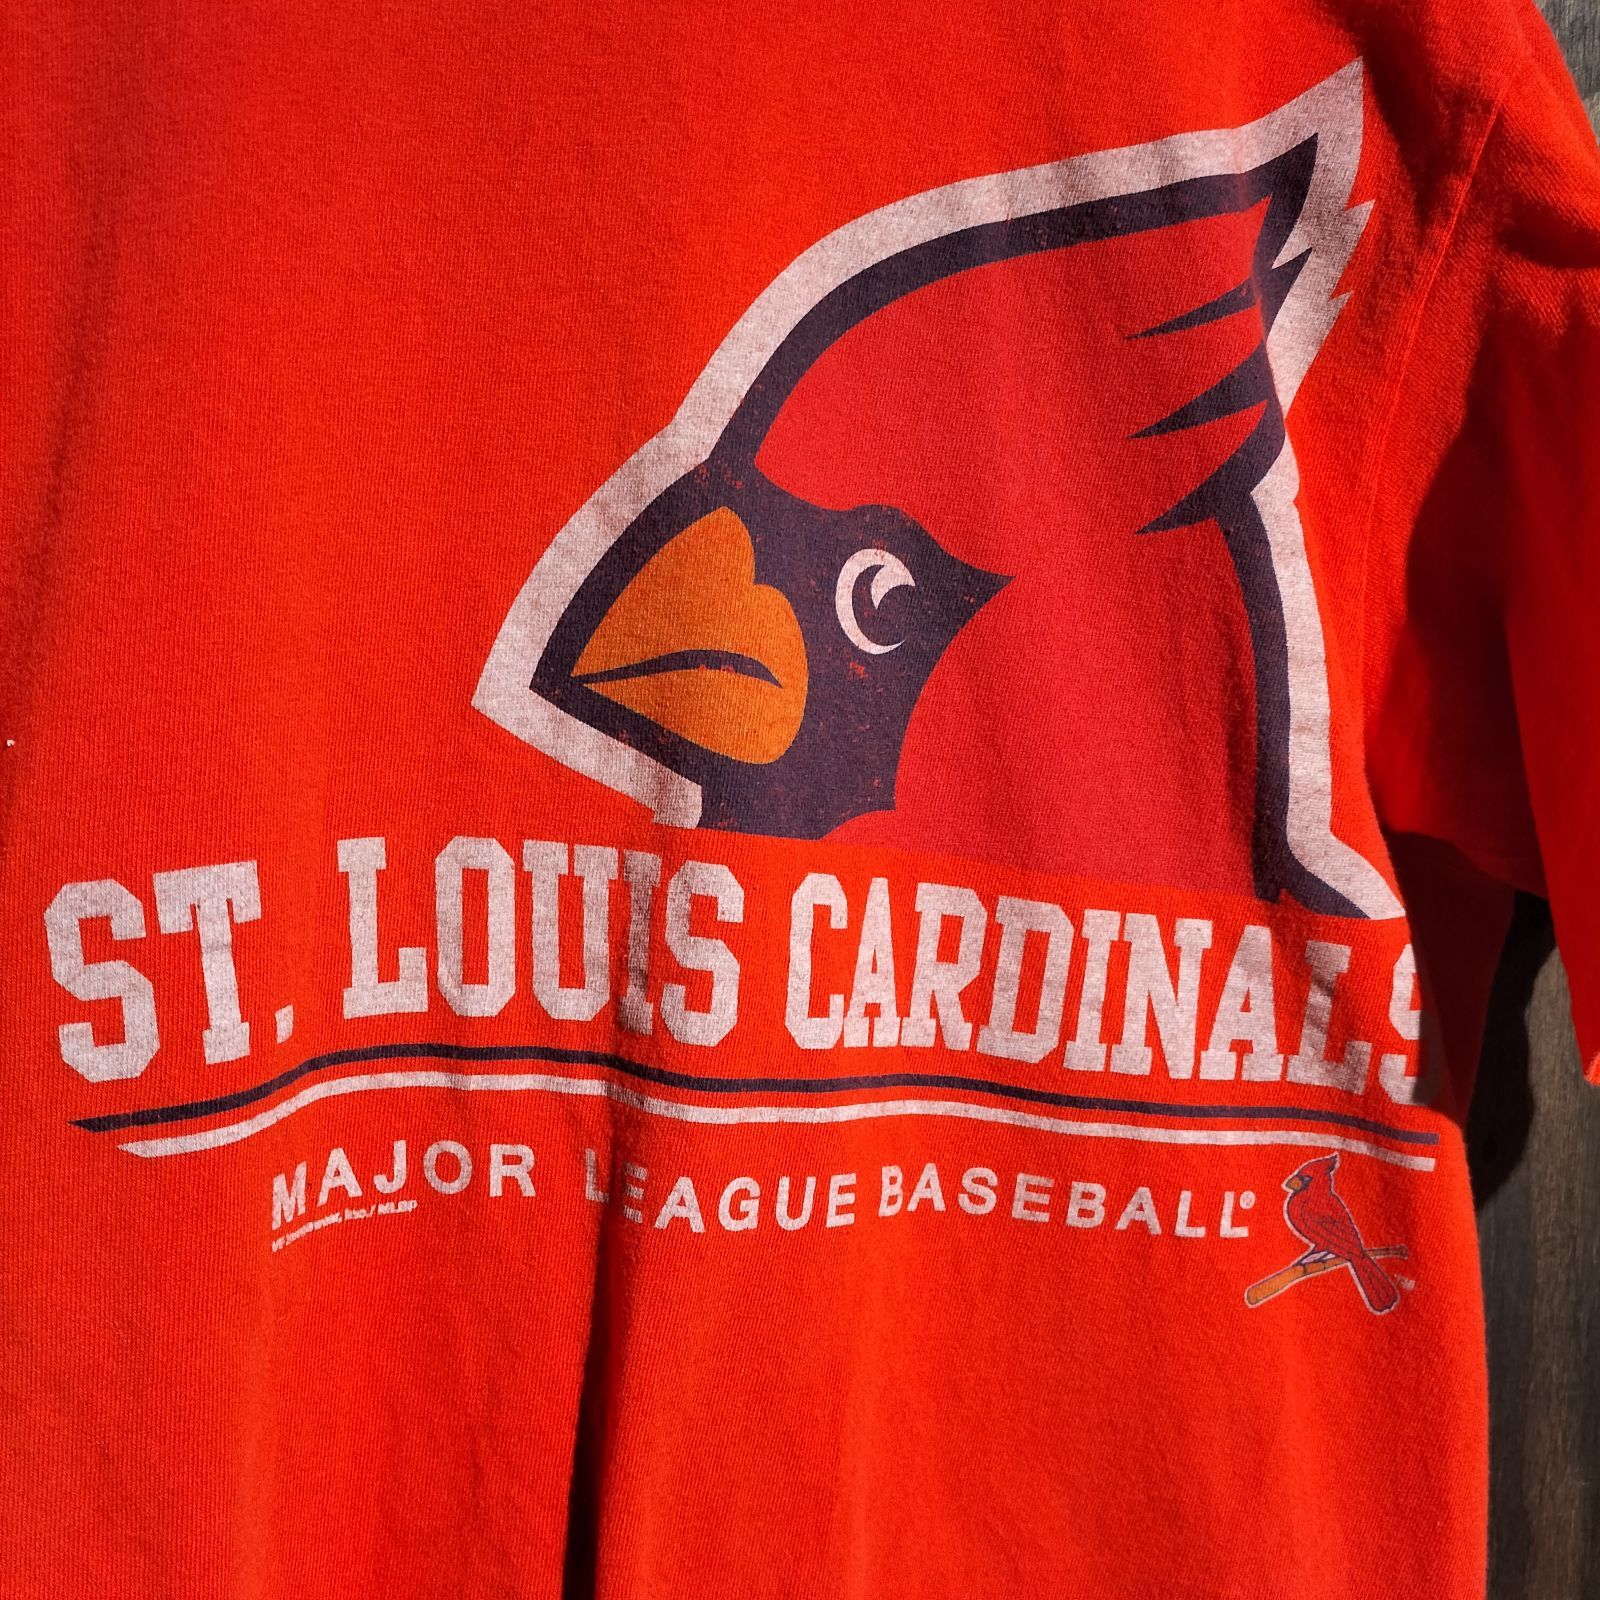 ST. LOUIS CARDINALS
MAJOR LEAGUE BASEBALL®